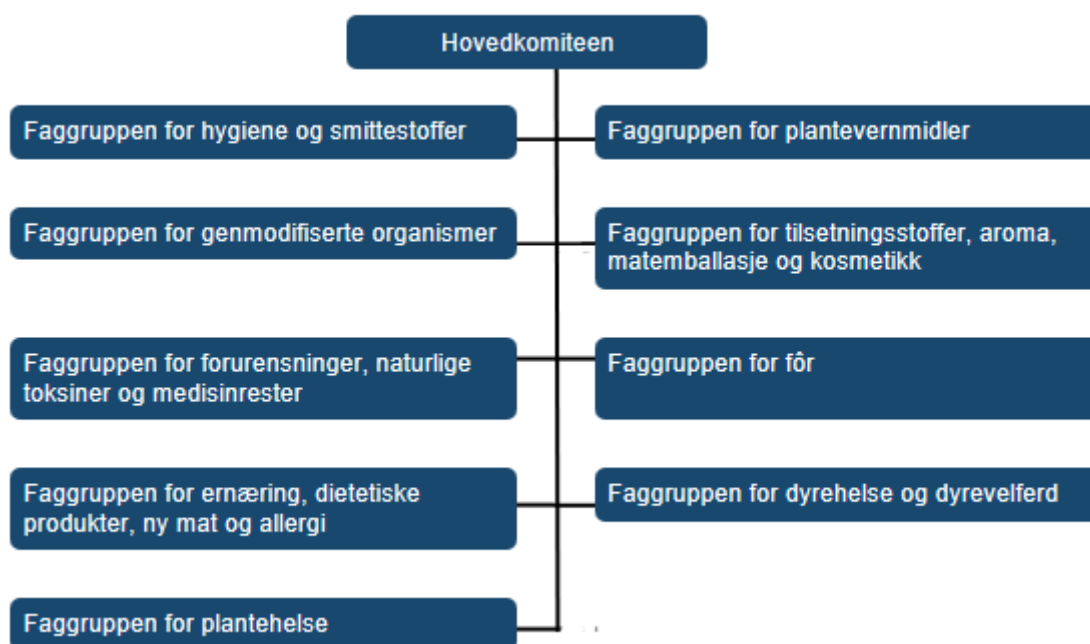 Hovedkomiteen
Faggruppen for hygiene og smittestoffer
Faggruppen for plantevernmidler
Faggruppen for genmodifiserte organismer
Faggruppen for tilsetningsstoffer, aroma,
matemballasje og kosmetikk
Faggruppen for forurensninger, naturlige
toksiner og medisinrester
Faggruppen for fôr
Faggruppen for ernæring, dietetiske
produkter, ny mat og allergi
Faggruppen for dyrehelse og dyrevelferd
Faggruppen for plantehelse